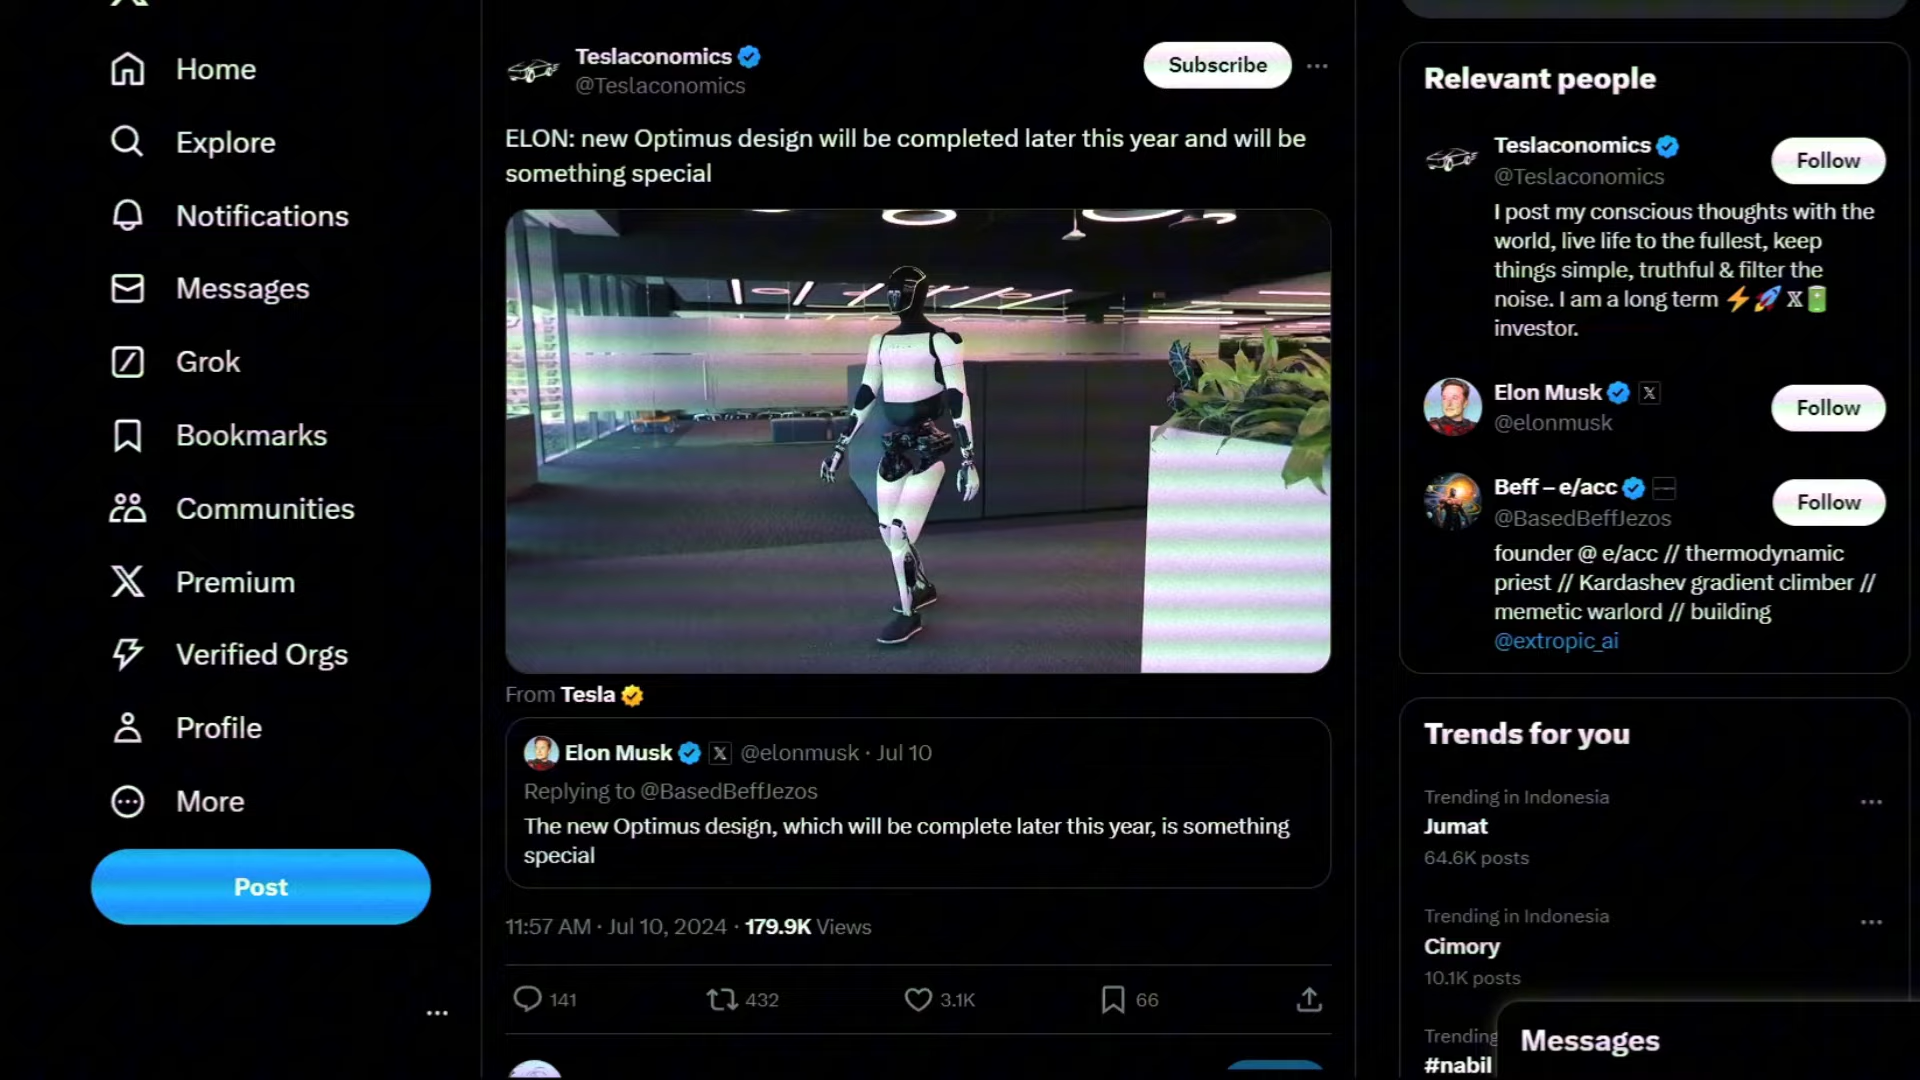 Home
Explore
Notifications
Messages
Grok
Bookmarks
Communities
Premium
Verified Orgs
Profile
More
Post
Teslaconomics
@Teslaconomics
Subscribe
ELON: new Optimus design will be completed later this year and will be
something special
From Tesla
Elon Musk @elonmusk · Jul 10
Replying to @BasedBeffJezos
The new Optimus design, which will be complete later this year, is something
special
11:57 AM · Jul 10, 2024 · 179.9K Views
141 432 3.1K 66
Relevant people
Teslaconomics
@Teslaconomics
Follow
I post my conscious thoughts with the
world, live life to the fullest, keep
things simple, truthful & filter the
noise. I am a long term ⚡🚀 𝕏🔋
investor.
Elon Musk
@elonmusk
Follow
Beff – e/acc
@BasedBeffJezos
Follow
founder @ e/acc // thermodynamic
priest // Kardashev gradient climber //
memetic warlord // building
@extropic_ai
Trends for you
Trending in Indonesia
Jumat
64.6K posts
Trending in Indonesia
Cimory
10.1K posts
Trending
#nabil
Messages